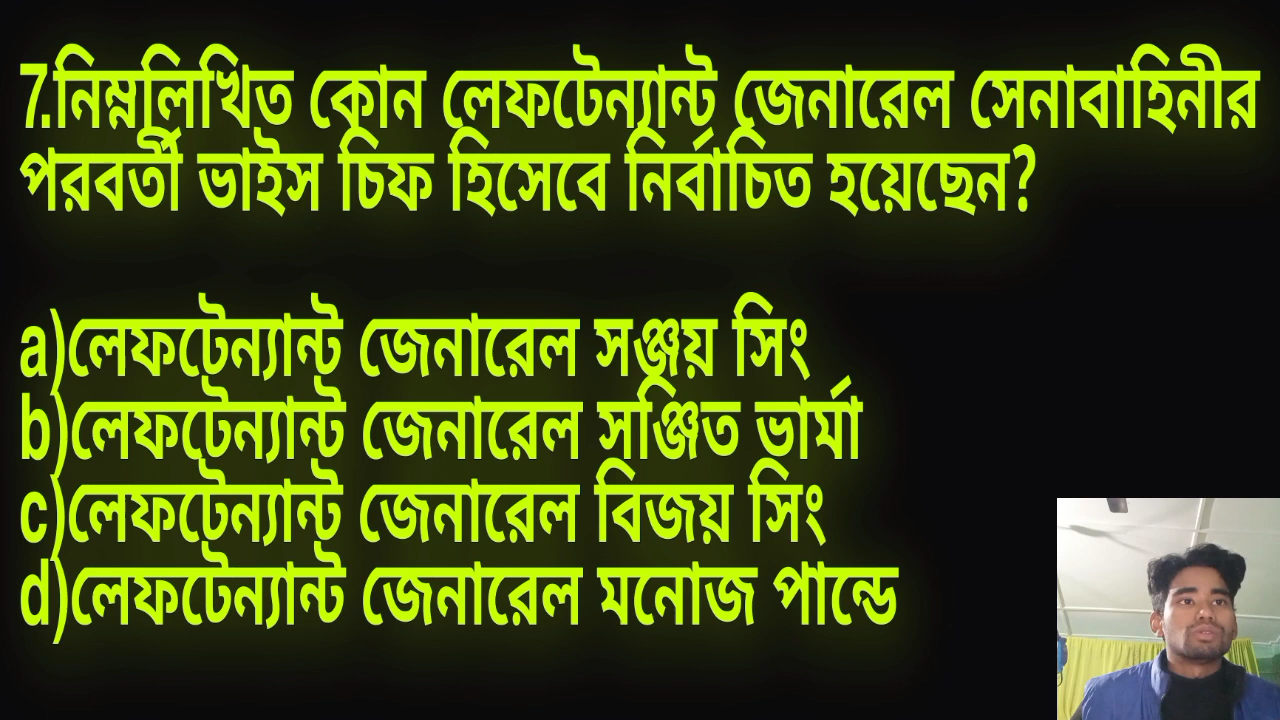 7.নিম্নলিখিত কোন লেফটেন্যান্ট জেনারেল সেনাবাহিনীর
পরবর্তী ভাইস চিফ হিসেবে নির্বাচিত হয়েছেন?
a)লেফটেন্যান্ট জেনারেল সঞ্জয় সিং
b)লেফটেন্যান্ট জেনারেল সঞ্জিত ভার্মা
c)লেফটেন্যান্ট জেনারেল বিজয় সিং
d)লেফটেন্যান্ট জেনারেল মনোজ পান্ডে